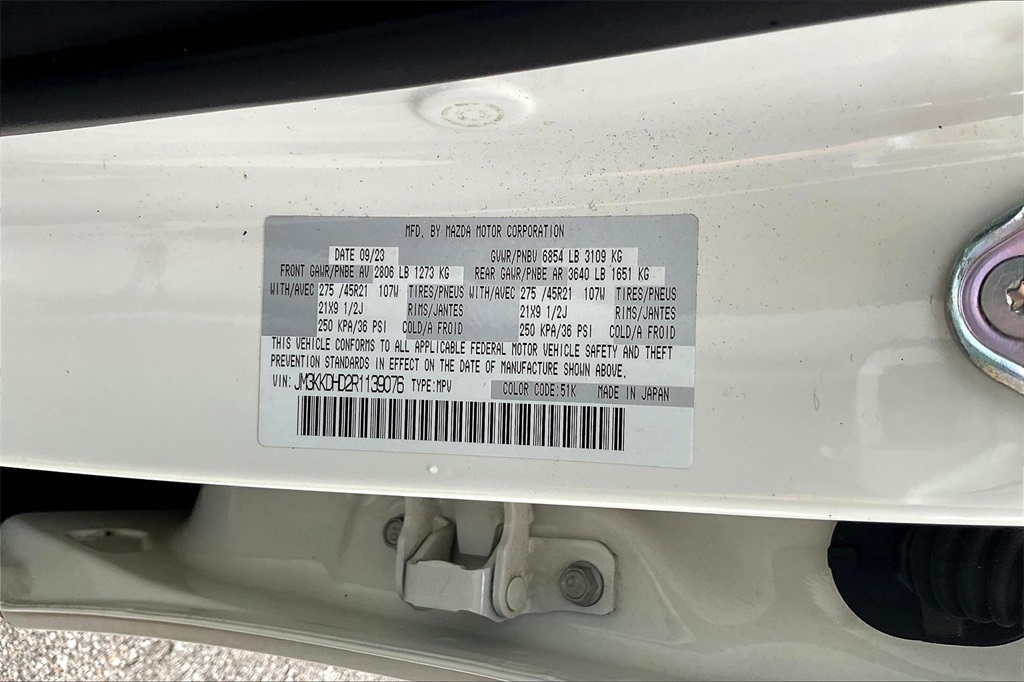 MFD. BY MAZDA MOTOR CORPORATION
DATE 09/23 GVWR/PNBV 6854 LB 3109 KG
FRONT GAWR/PNBE AV 2806 LB 1273 KG REAR GAWR/PNBE AR 3640 LB 1651 KG
WITH/AVEC 275 /45R21 107W TIRES/PNEUS WITH/AVEC 275 /45R21 107W TIRES/PNEUS
21X9 1/2J RIMS/JANTES 21X9 1/2J RIMS/JANTES
250 KPA/36 PSI COLD/A FROID 250 KPA/36 PSI COLD/A FROID
THIS VEHICLE CONFORMS TO ALL APPLICABLE FEDERAL MOTOR VEHICLE SAFETY AND THEFT
PREVENTION STANDARDS IN EFFECT ON THE DATE OF MANUFACTURE SHOWN ABOVE.
VIN: JM3KKDHD2R1139076 TYPE:MPV COLOR CODE:51K MADE IN JAPAN